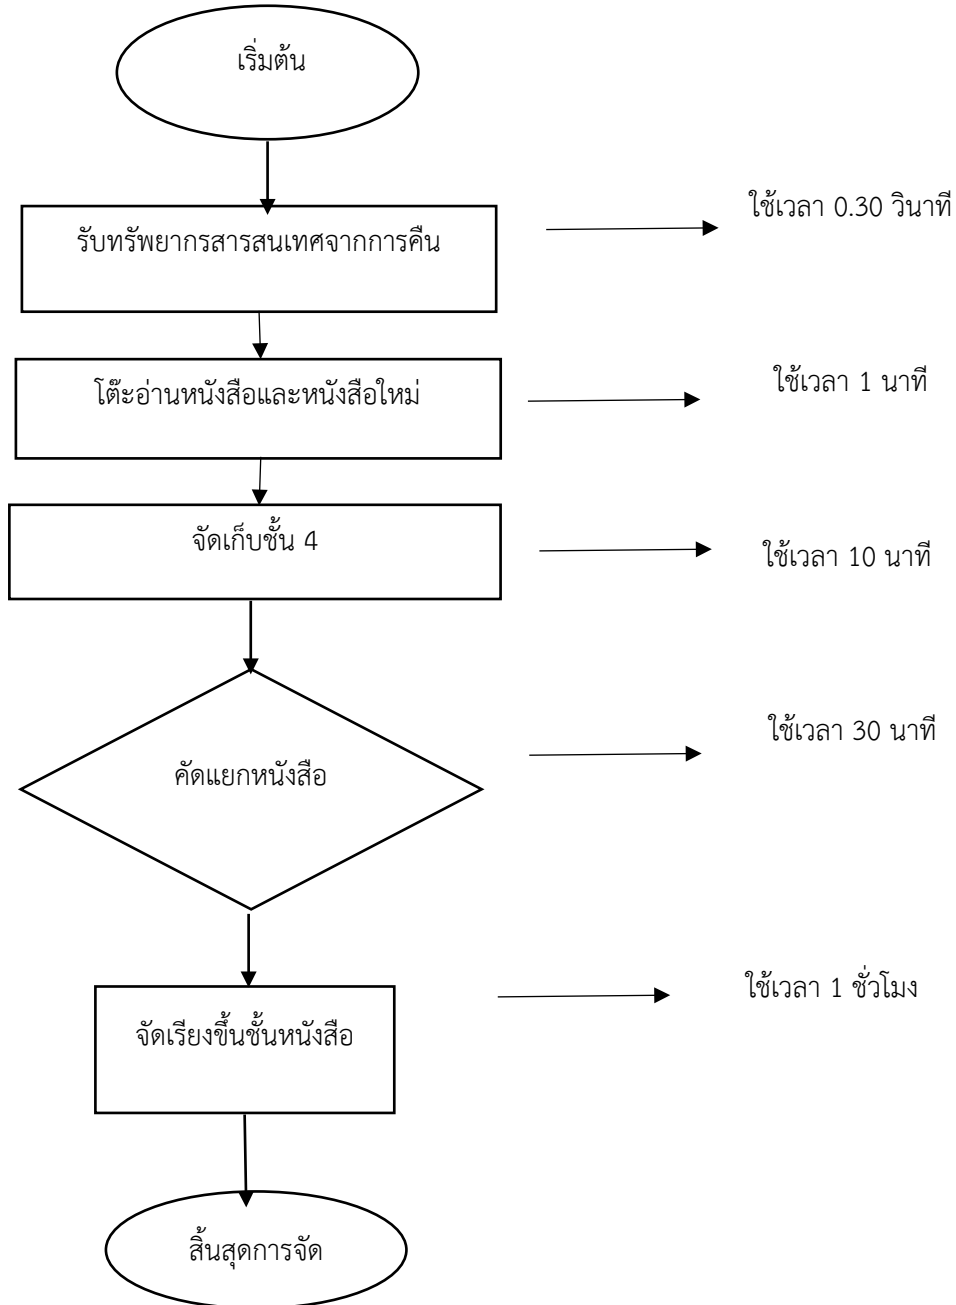 เริ่มต้น
รับทรัพยากรสารสนเทศจากการคืน
ใช้เวลา 0.30 วินาที
โต๊ะอ่านหนังสือและหนังสือใหม่
ใช้เวลา 1 นาที
จัดเก็บชั้น 4
ใช้เวลา 10 นาที
คัดแยกหนังสือ
ใช้เวลา 30 นาที
จัดเรียงขึ้นชั้นหนังสือ
ใช้เวลา 1 ชั่วโมง
สิ้นสุดการจัด